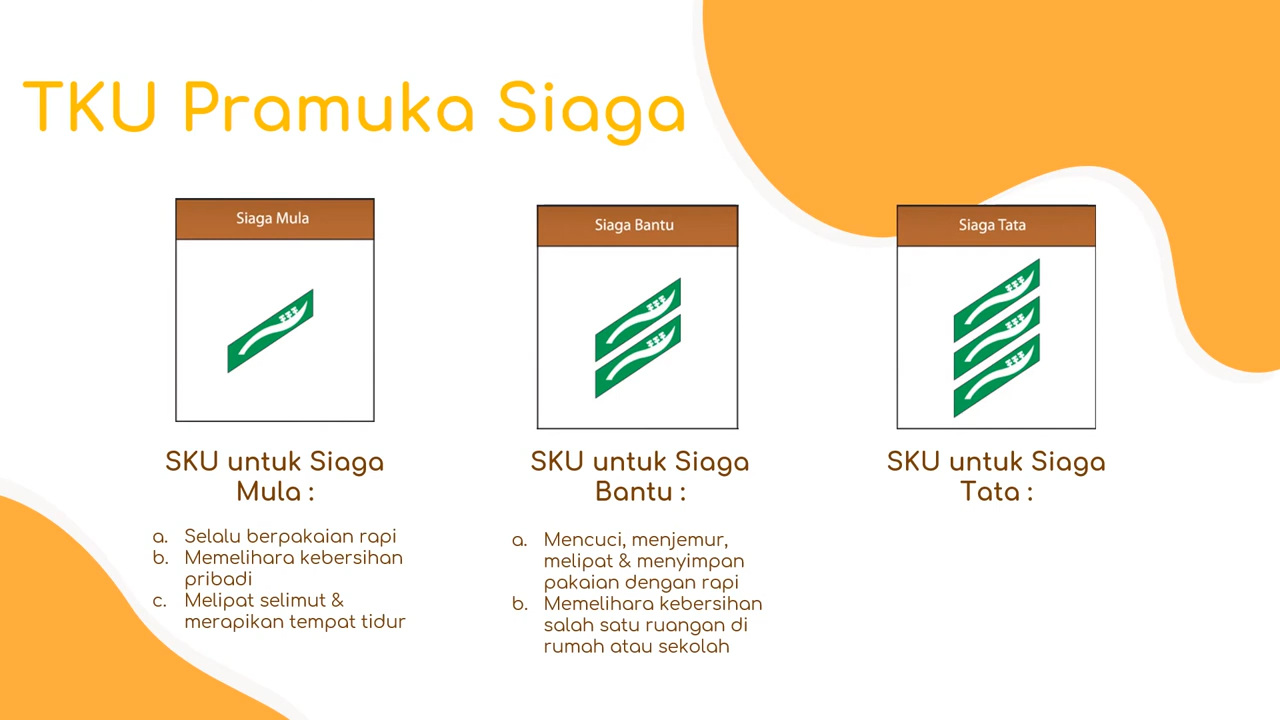 TKU Pramuka Siaga
Siaga Mula
SKU untuk Siaga
Mula :
a. Selalu berpakaian rapi
b. Memelihara kebersihan
pribadi
c. Melipat selimut &
merapikan tempat tidur
Siaga Bantu
SKU untuk Siaga
Bantu :
a. Mencuci, menjemur,
melipat & menyimpan
pakaian dengan rapi
b. Memelihara kebersihan
salah satu ruangan di
rumah atau sekolah
Siaga Tata
SKU untuk Siaga
Tata :